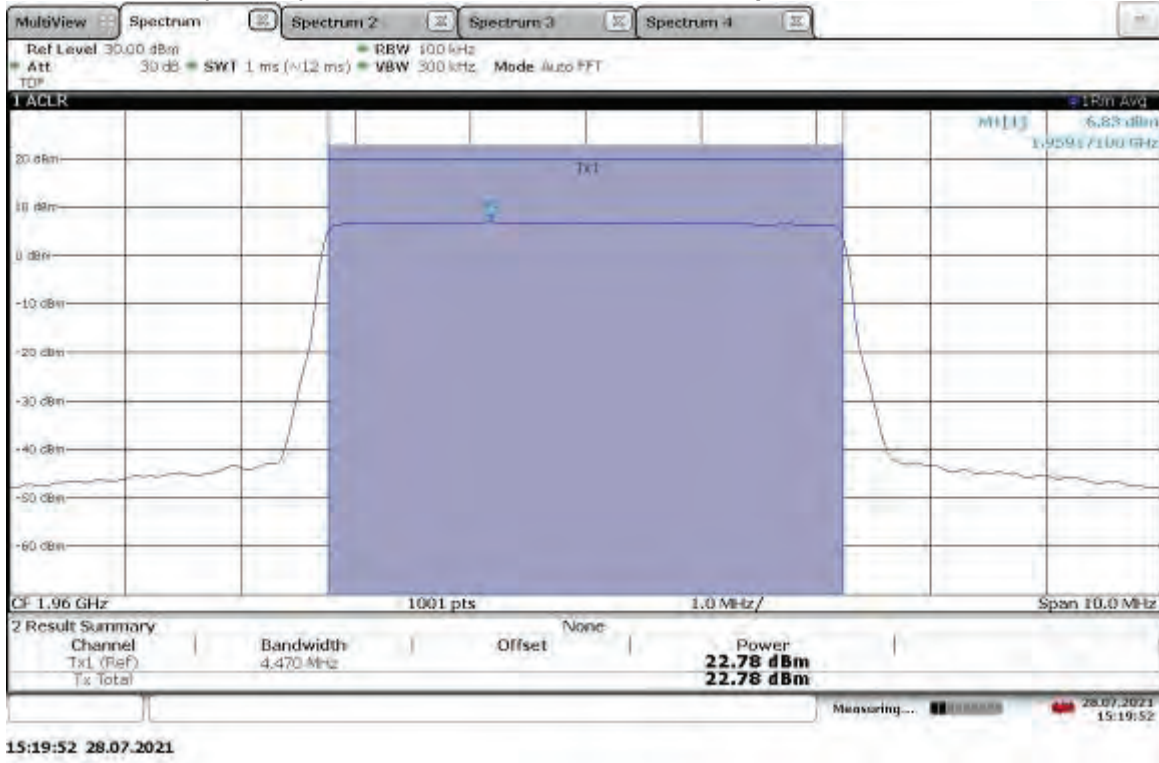 MultiView Spectrum Spectrum 2 Spectrum 3 Spectrum 4
Ref Level 30.00 dBm RBW 100 kHz
Att 30 dB SWT 1 ms (~12 ms) VBW 300 kHz Mode Auto FFT
TDF
1 ACLR 1Rm Avg
M1[1] 6.83 dBm
1.95917100 GHz
20 dBm
Tx1
10 dBm
0 dBm
-10 dBm
-20 dBm
-30 dBm
-40 dBm
-50 dBm
-60 dBm
CF 1.96 GHz 1001 pts 1.0 MHz/ Span 10.0 MHz
2 Result Summary None
Channel Bandwidth Offset Power
Tx1 (Ref) 4.470 MHz 22.78 dBm
Tx Total 22.78 dBm
Measuring... 28.07.2021
15:19:52
15:19:52 28.07.2021